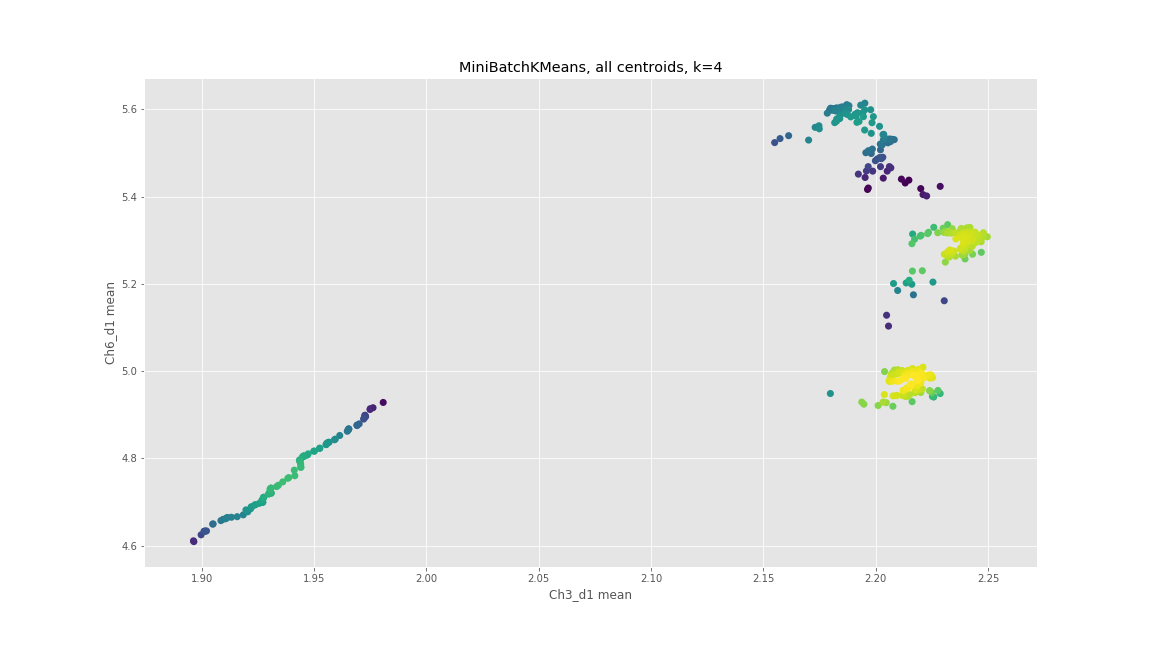 MiniBatchKMeans, all centroids, k=4
Ch6_d1 mean
5.6
5.4
5.2
5.0
4.8
4.6
1.90 1.95 2.00 2.05 2.10 2.15 2.20 2.25
Ch3_d1 mean